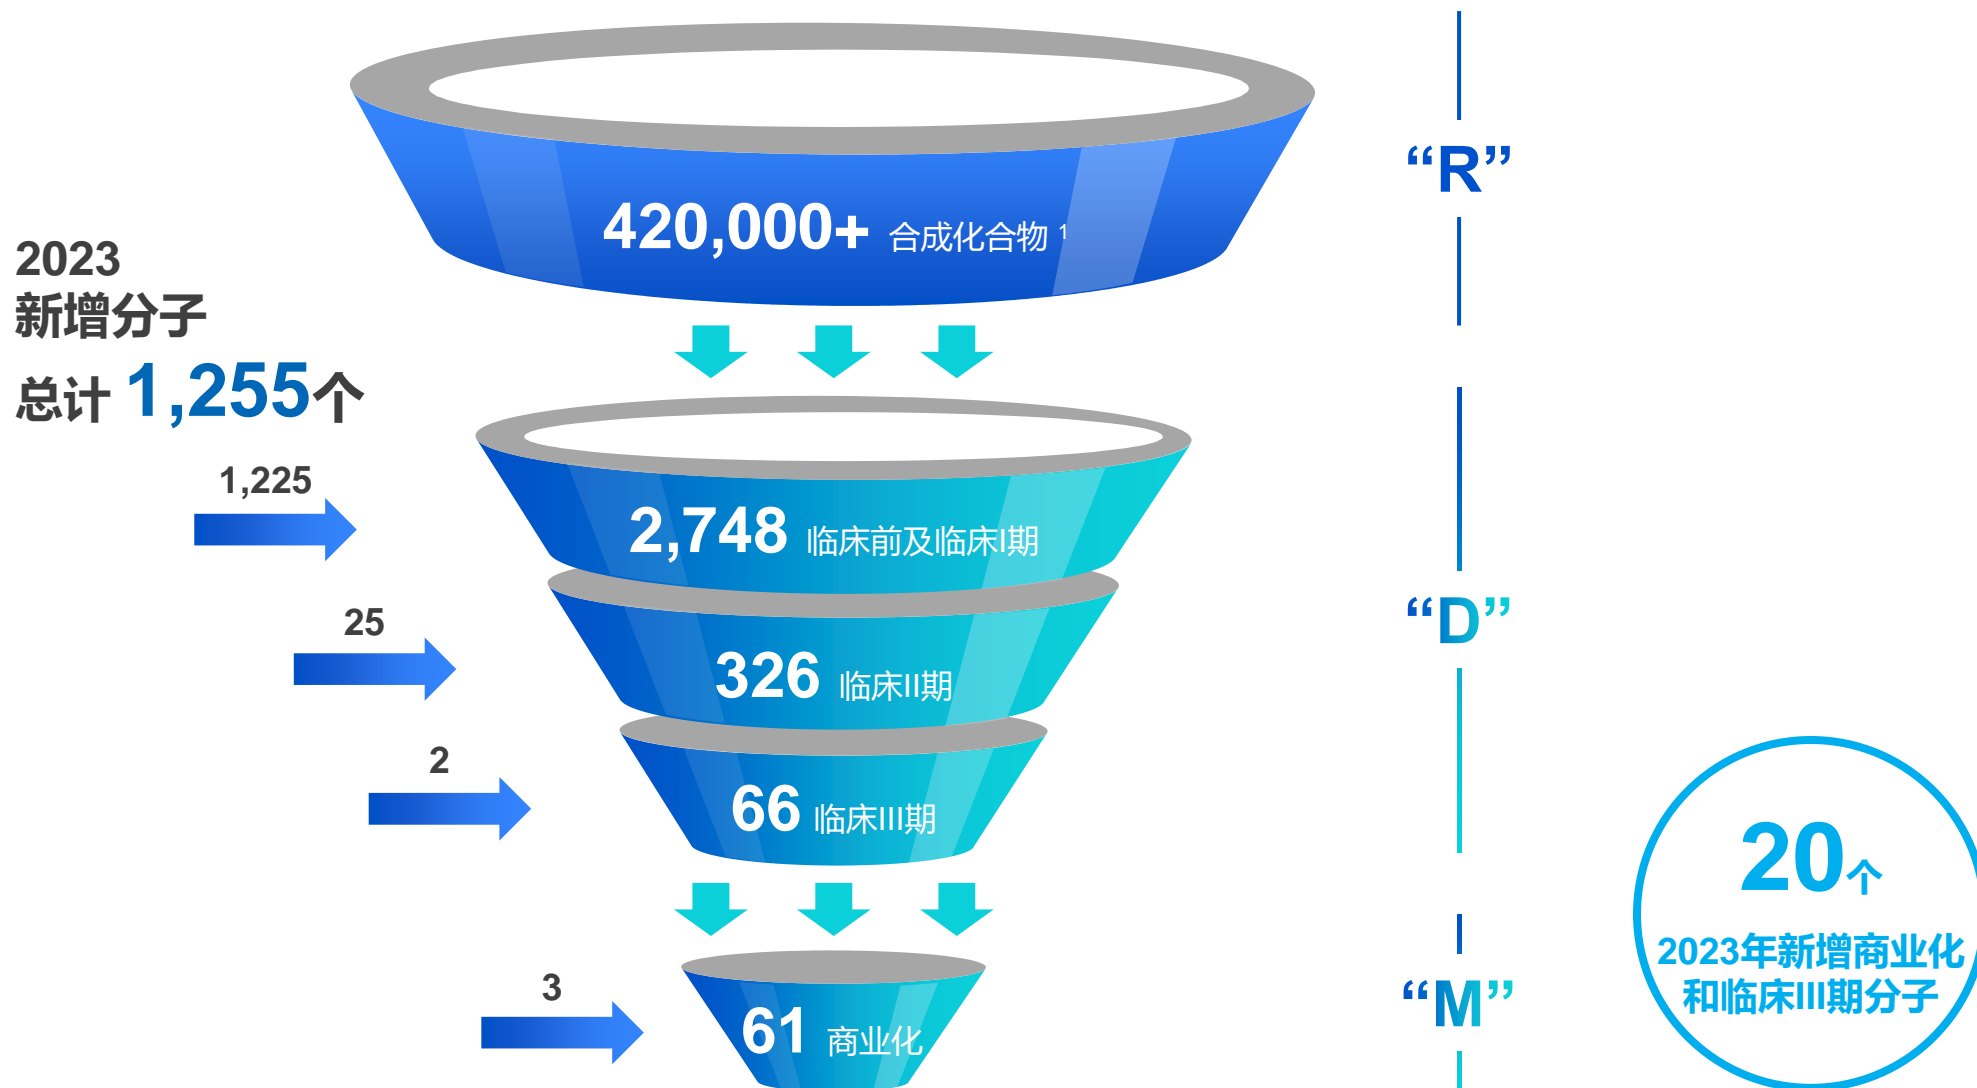 420,000+ 合成化合物 1
“R”
2023
新增分子
总计 1,255个
1,225
2,748 临床前及临床I期
25
326 临床II期
“D”
2
66 临床III期
20个
2023年新增商业化
和临床III期分子
3
61 商业化
“M”